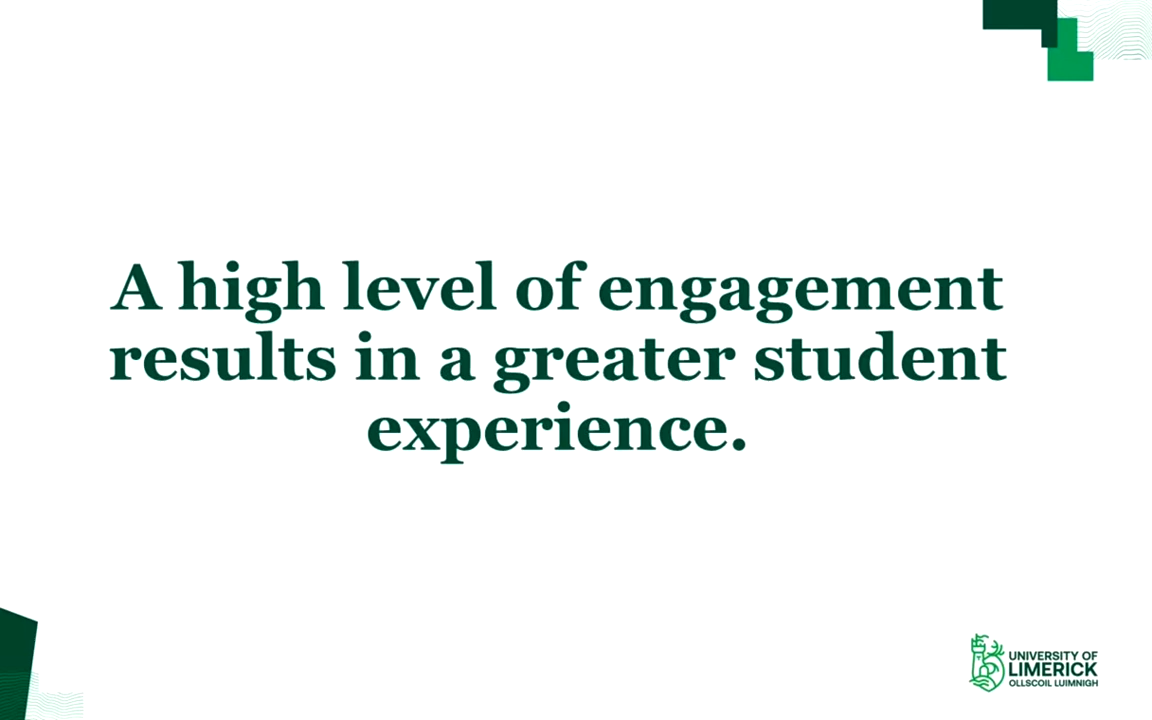 A high level of engagement
results in a greater student
experience.
UNIVERSITY OF
LIMERICK
OLLSCOIL LUIMNIGH